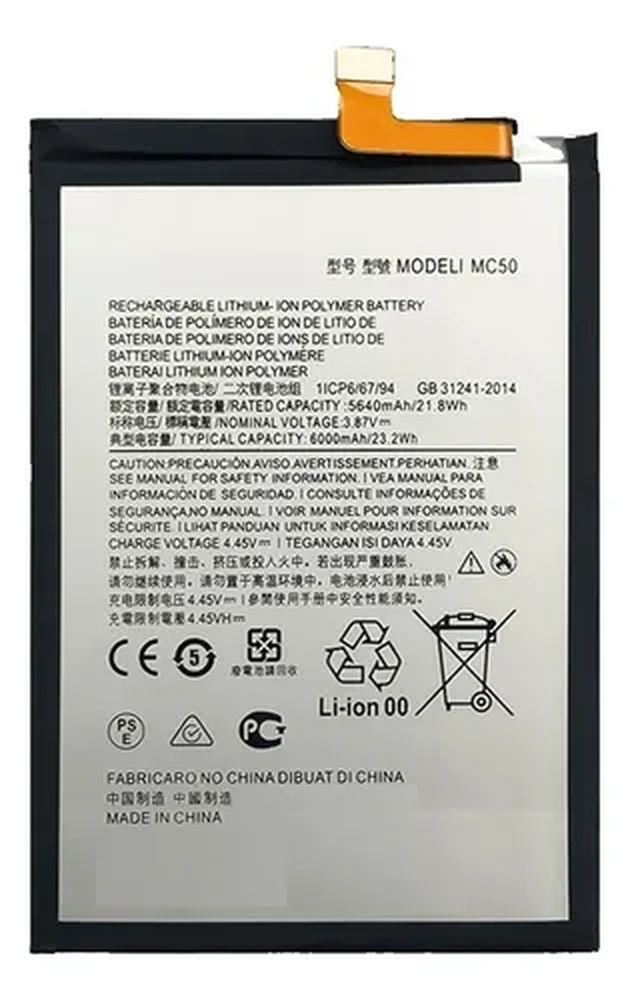 型号 型號 MODELI MC50
RECHARGEABLE LITHIUM- ION POLYMER BATTERY
BATERÍA DE POLÍMERO DE ION DE LITIO DE
BATERIA DE POLÍMERO DE IONS DE LITIO DE
BATTERIE LITHIUM-ION POLYMÈRE
BATERAI LITHIUM ION POLYMER
锂离子聚合物电池/ 二次锂电池组 1ICP6/67/94 GB 31241-2014
额定容量/ 額定電容量/RATED CAPACITY :5640mAh/21.8Wh
标称电压/ 標稱電壓 /NOMINAL VOLTAGE:3.87V⎓
典型电容量/ TYPICAL CAPACITY: 6000mAh/23.2Wh
CAUTION:PRECAUCIÓN.AVISO.AVERTISSEMENT.PERHATIAN. 注意
SEE MANUAL FOR SAFETY INFORMATION. I VEA MANUAL PARA
INFORMACIÓN DE SEGURIDAD. I CONSULTE INFORMAÇÕES DE
SEGURANÇA NO MANUAL. I VOIR MANUEL POUR INFORMATION SUR
SÉCURITE. I LIHAT PANDUAN UNTUK INFORMASI KESELAMATAN
CHARGE VOLTAGE 4.45V⎓ I TEGANGAN ISI DAYA 4.45V
禁止拆解、撞击、挤压或投入火中。若出现严重鼓胀,
请勿继续使用。请勿置于高温环境中。电池浸水后禁止使用!
充电限制电压 4.45V⎓ I 參閱使用手册中安全性能须知。
充電限制電壓 4.45VH⎓
CE 5 廢電池請回收
Li-ion 00
PS E PC
FABRICARO NO CHINA DIBUAT DI CHINA
中国制造 中國制造
MADE IN CHINA